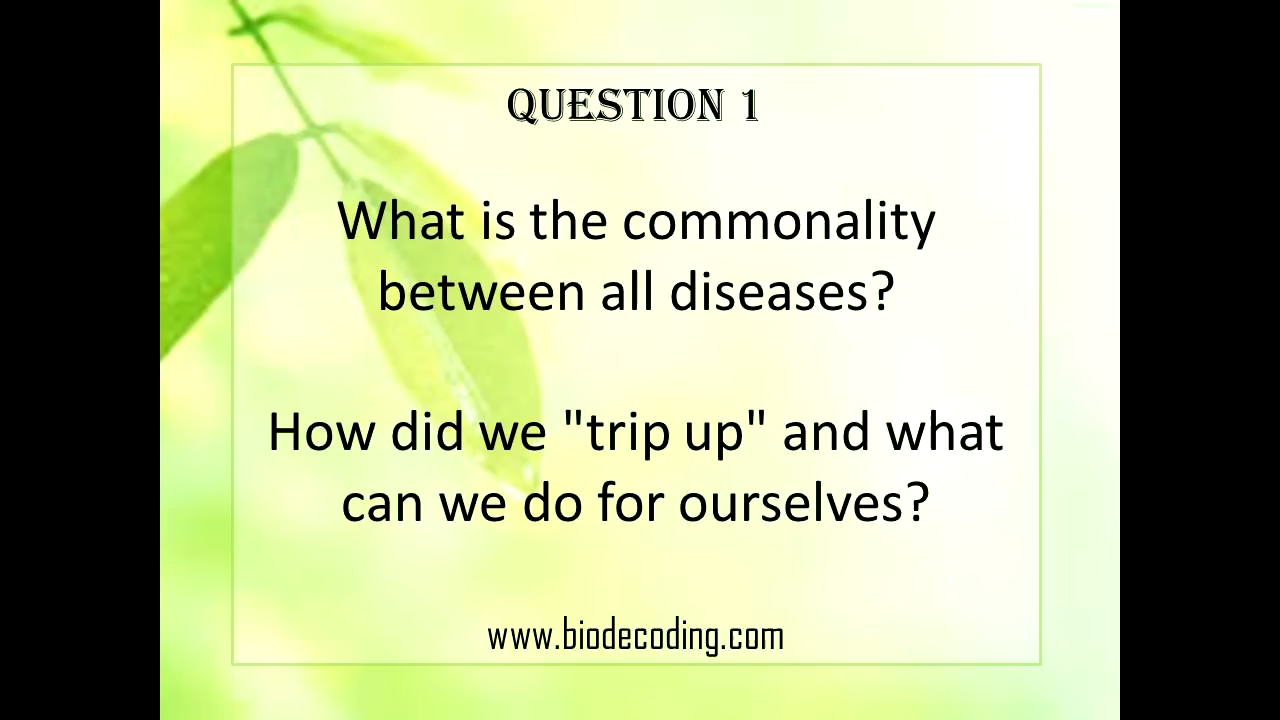 QUESTION 1
What is the commonality
between all diseases?
How did we "trip up" and what
can we do for ourselves?
www.biodecoding.com